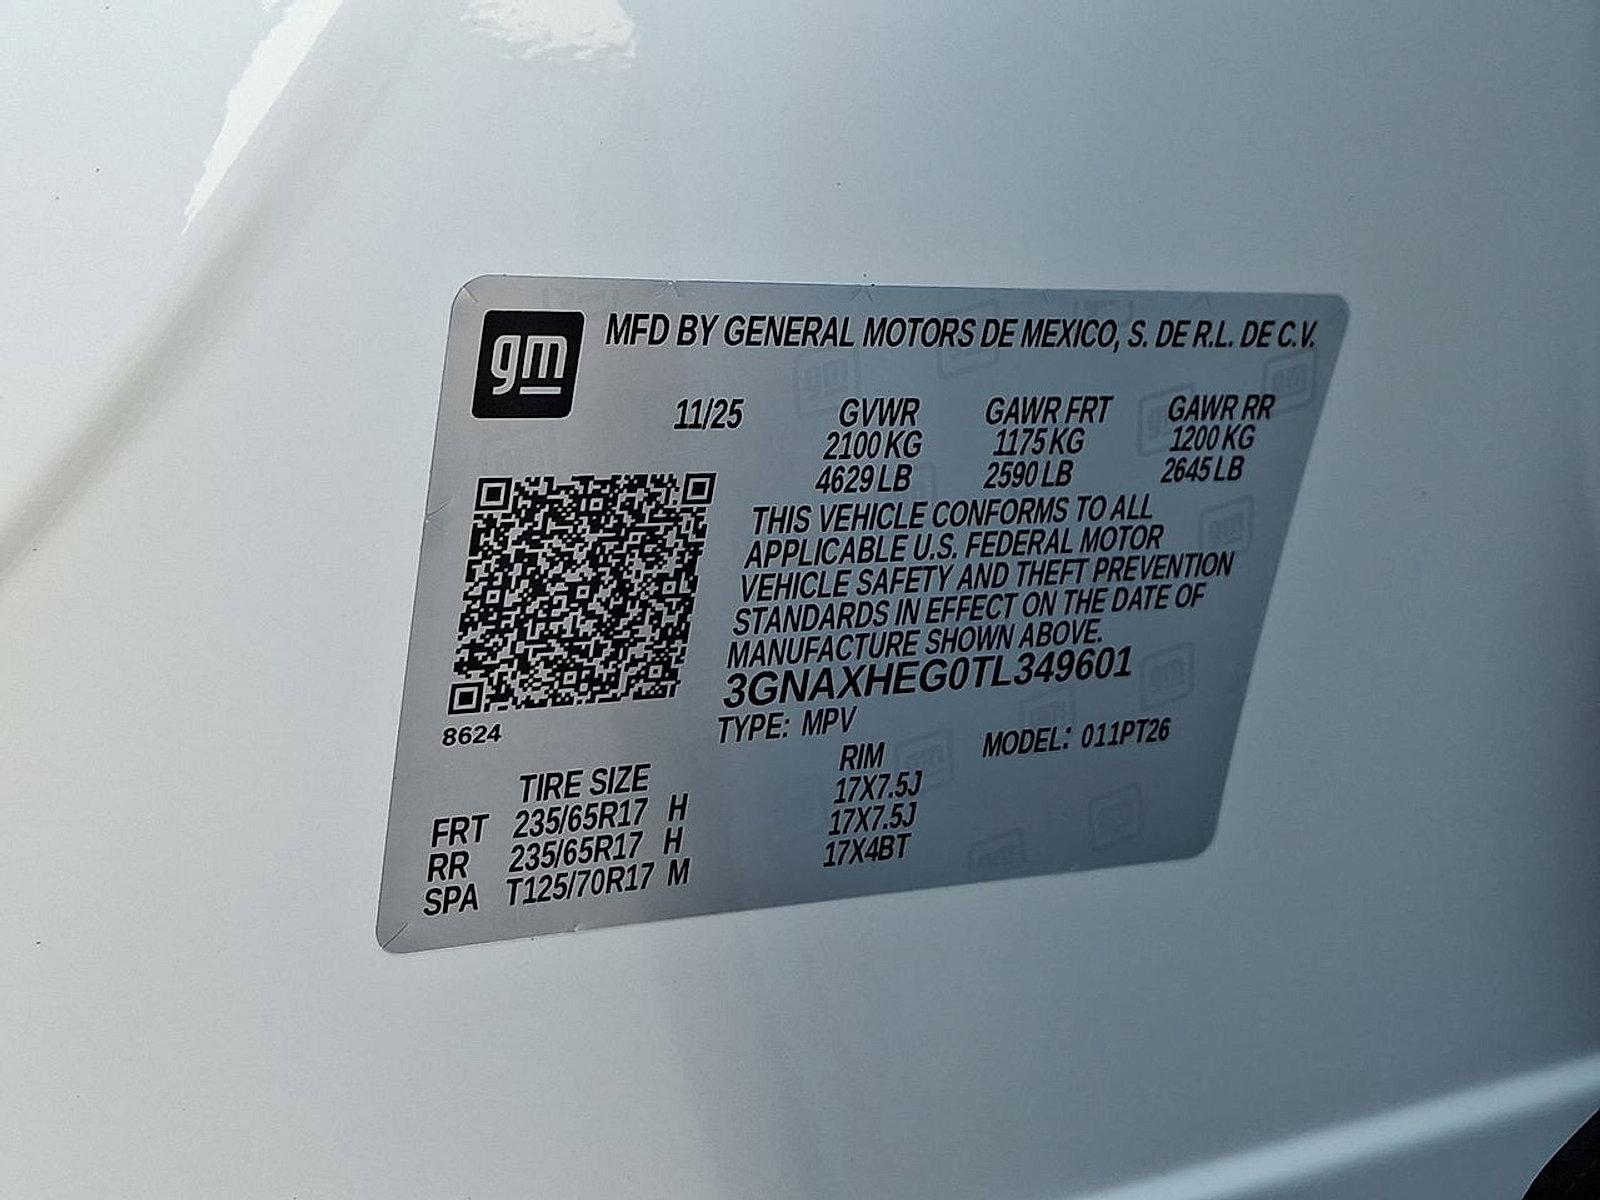 gm
MFD BY GENERAL MOTORS DE MEXICO, S. DE R.L. DE C.V.
11/25 GVWR GAWR FRT GAWR RR
2100 KG 1175 KG 1200 KG
4629 LB 2590 LB 2645 LB
THIS VEHICLE CONFORMS TO ALL
APPLICABLE U.S. FEDERAL MOTOR
VEHICLE SAFETY AND THEFT PREVENTION
STANDARDS IN EFFECT ON THE DATE OF
MANUFACTURE SHOWN ABOVE.
3GNAXHEG0TL349601
8624
TYPE: MPV MODEL: 011PT26
TIRE SIZE RIM
FRT 235/65R17 H 17X7.5J
RR 235/65R17 H 17X7.5J
SPA T125/70R17 M 17X4BT